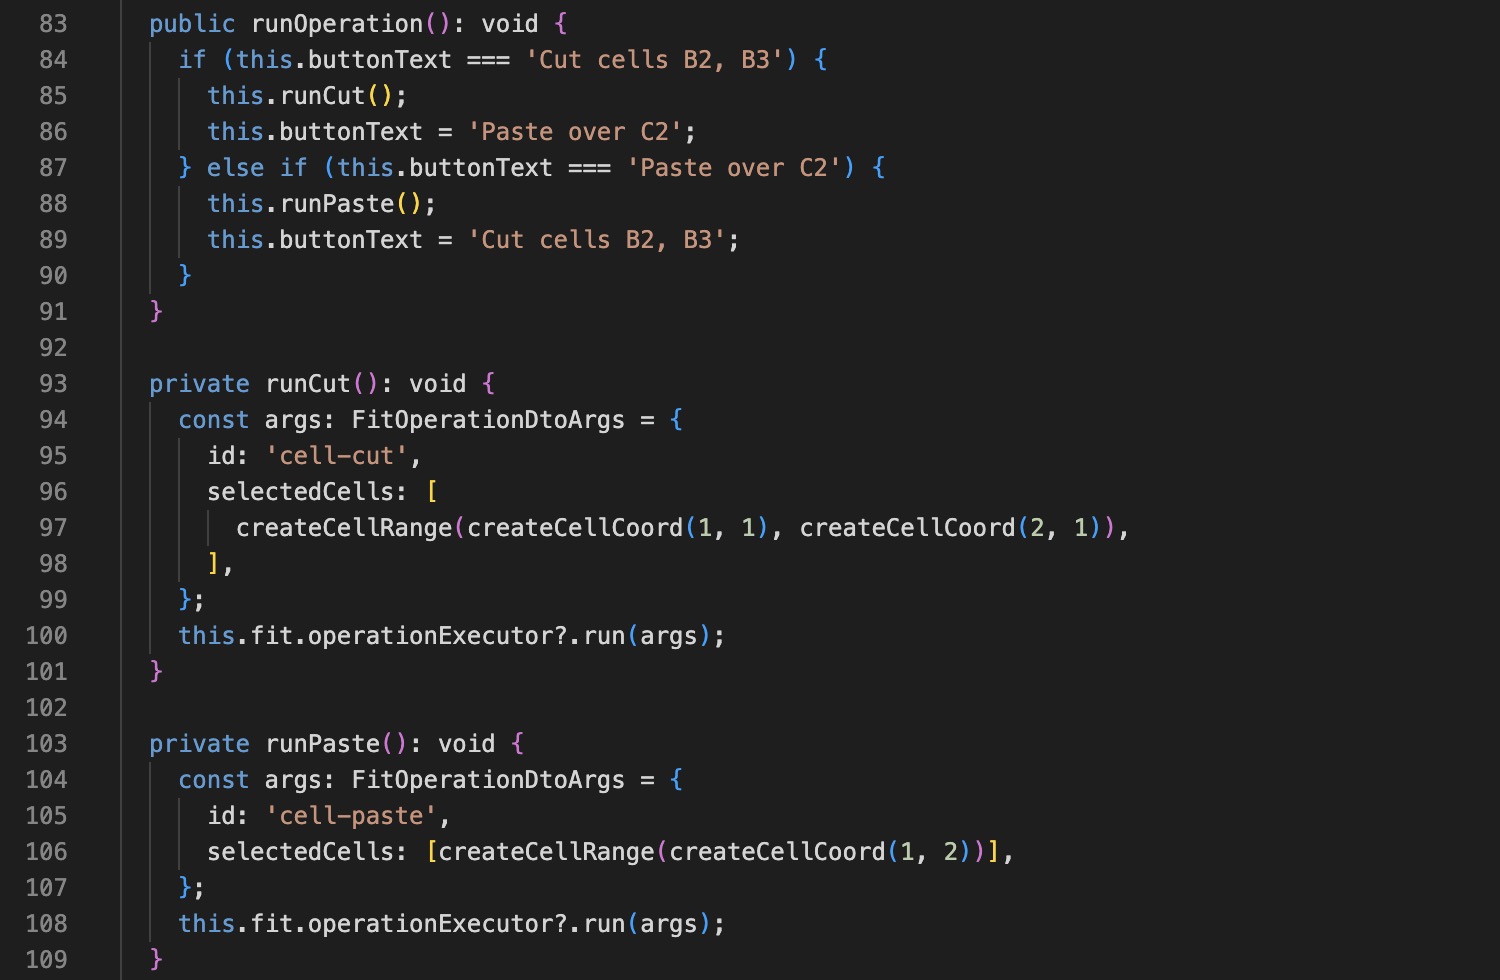 83 public runOperation(): void {
84 if (this.buttonText === 'Cut cells B2, B3') {
85 this.runCut();
86 this.buttonText = 'Paste over C2';
87 } else if (this.buttonText === 'Paste over C2') {
88 this.runPaste();
89 this.buttonText = 'Cut cells B2, B3';
90 }
91 }
92
93 private runCut(): void {
94 const args: FitOperationDtoArgs = {
95 id: 'cell-cut',
96 selectedCells: [
97 createCellRange(createCellCoord(1, 1), createCellCoord(2, 1)),
98 ],
99 };
100 this.fit.operationExecutor?.run(args);
101 }
102
103 private runPaste(): void {
104 const args: FitOperationDtoArgs = {
105 id: 'cell-paste',
106 selectedCells: [createCellRange(createCellCoord(1, 2))],
107 };
108 this.fit.operationExecutor?.run(args);
109 }